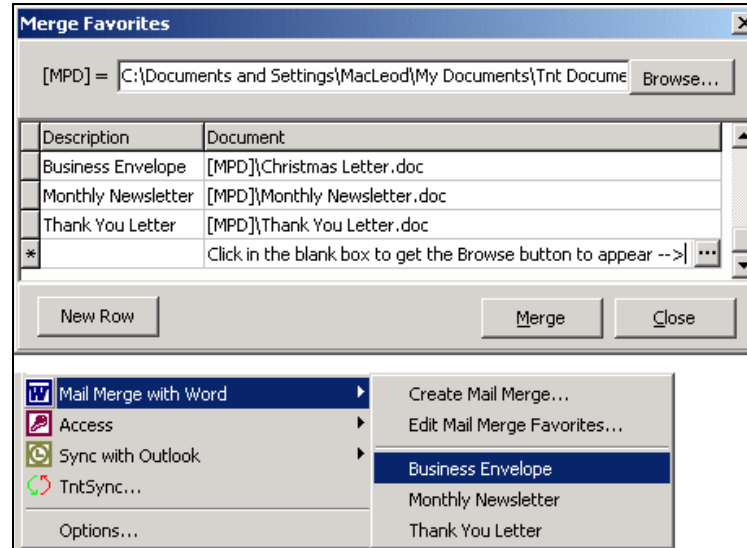 Merge Favorites
[MPD] = C:\Documents and Settings\MacLeod\My Documents\Tnt Docume Browse...
Description Document
Business Envelope [MPD]\Christmas Letter.doc
Monthly Newsletter [MPD]\Monthly Newsletter.doc
Thank You Letter [MPD]\Thank You Letter.doc
* Click in the blank box to get the Browse button to appear --> ...
New Row Merge Close
Mail Merge with Word Create Mail Merge...
Access Edit Mail Merge Favorites...
Sync with Outlook Business Envelope
TntSync... Monthly Newsletter
Options... Thank You Letter